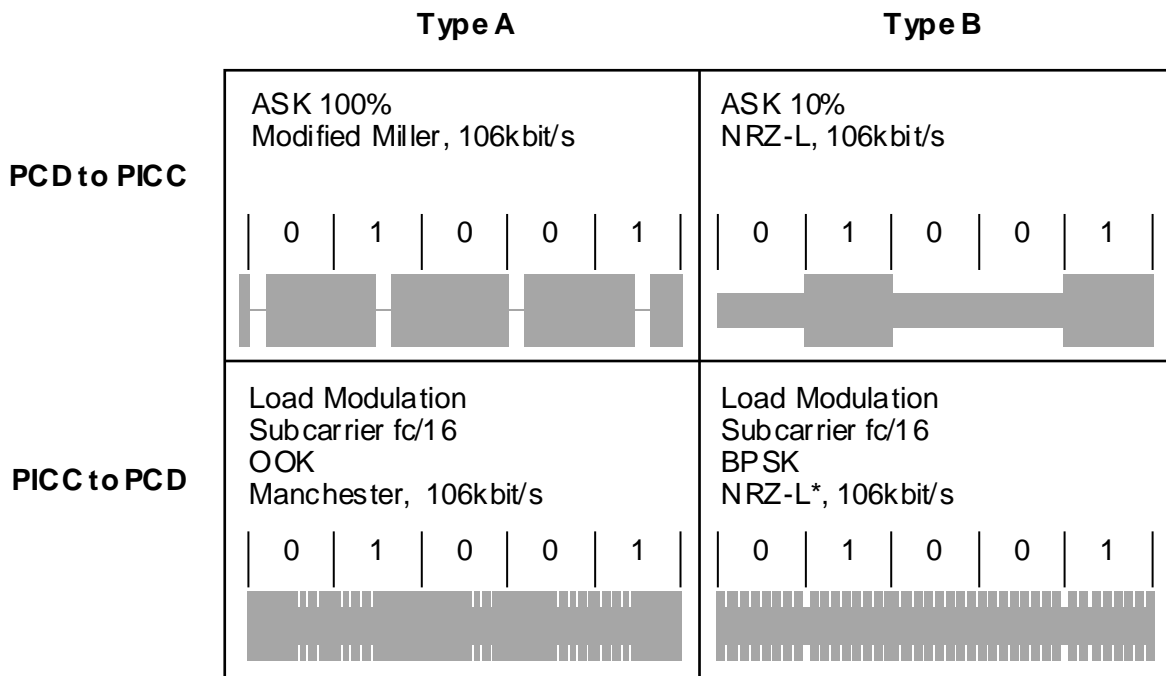 Type A Type B
ASK 100%
Modified Miller, 106kbit/s
ASK 10%
NRZ-L, 106kbit/s
PCD to PICC
0 1 0 0 1
0 1 0 0 1
Load Modulation
Subcarrier fc/16
OOK
Manchester, 106kbit/s
Load Modulation
Subcarrier fc/16
BPSK
NRZ-L*, 106kbit/s
PICC to PCD
0 1 0 0 1
0 1 0 0 1